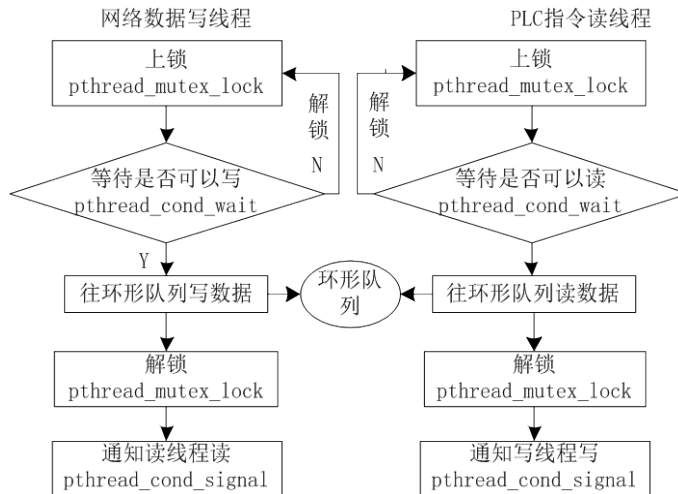 网络数据写线程
PLC指令读线程
上锁
pthread_mutex_lock
上锁
pthread_mutex_lock
解
锁
N
解
锁
N
等待是否可以写
pthread_cond_wait
等待是否可以读
pthread_cond_wait
Y
往环形队列写数据
环形队
列
往环形队列读数据
解锁
pthread_mutex_lock
解锁
pthread_mutex_lock
通知读线程读
pthread_cond_signal
通知写线程写
pthread_cond_signal